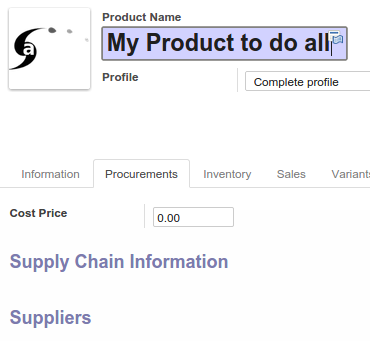 Product Name
My Product to do all
Profile
Complete profile
a
Information Procurements Inventory Sales Variants
Cost Price 0.00
Supply Chain Information
Suppliers